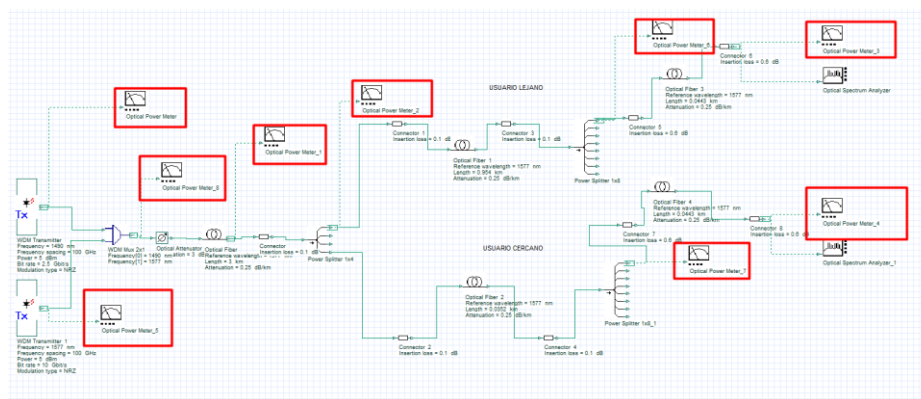 Optical Power Meter_6
Optical Power Meter_3
Connector 6
Insertion loss = 0.6 dB
Optical Spectrum Analyzer
Optical Fiber 3
Reference wavelength = 1577 nm
Length = 0.0443 km
Attenuation = 0.25 dB/km
Connector 5
Insertion loss = 0.6 dB
USUARIO LEJANO
Optical Power Meter
Optical Power Meter_2
Optical Power Meter_1
Connector 1
Insertion loss = 0.1 dB
Connector 3
Insertion loss = 0.1 dB
Optical Fiber 1
Reference wavelength = 1577 nm
Length = 0.954 km
Attenuation = 0.25 dB/km
Power Splitter 1x8
Tx
WDM Transmitter
Frequency = 1490 nm
Frequency spacing = 100 GHz
Power = 5 dBm
Bit rate = 2.5 Gbit/s
Modulation type = NRZ
WDM Mux 2x1
Frequency[0] = 1490 nm
Frequency[1] = 1577 nm
Optical Attenuator
Optical Fiber
Reference wavelength = 1577 nm
Length = 3 km
Attenuation = 0.25 dB/km
Connector
Insertion loss = 0.1 dB
Power Splitter 1x4
Optical Fiber 4
Reference wavelength = 1577 nm
Length = 0.0443 km
Attenuation = 0.25 dB/km
Connector 7
Insertion loss = 0.6 dB
Connector 8
Insertion loss = 0.6 dB
Optical Power Meter_4
Optical Spectrum Analyzer_1
USUARIO CERCANO
Optical Power Meter_7
Optical Fiber 2
Reference wavelength = 1577 nm
Length = 0.0352 km
Attenuation = 0.25 dB/km
Power Splitter 1x8_1
Connector 2
Insertion loss = 0.1 dB
Connector 4
Insertion loss = 0.1 dB
Tx
Optical Power Meter_5
WDM Transmitter 1
Frequency = 1577 nm
Frequency spacing = 100 GHz
Power = 5 dBm
Bit rate = 10 Gbit/s
Modulation type = NRZ